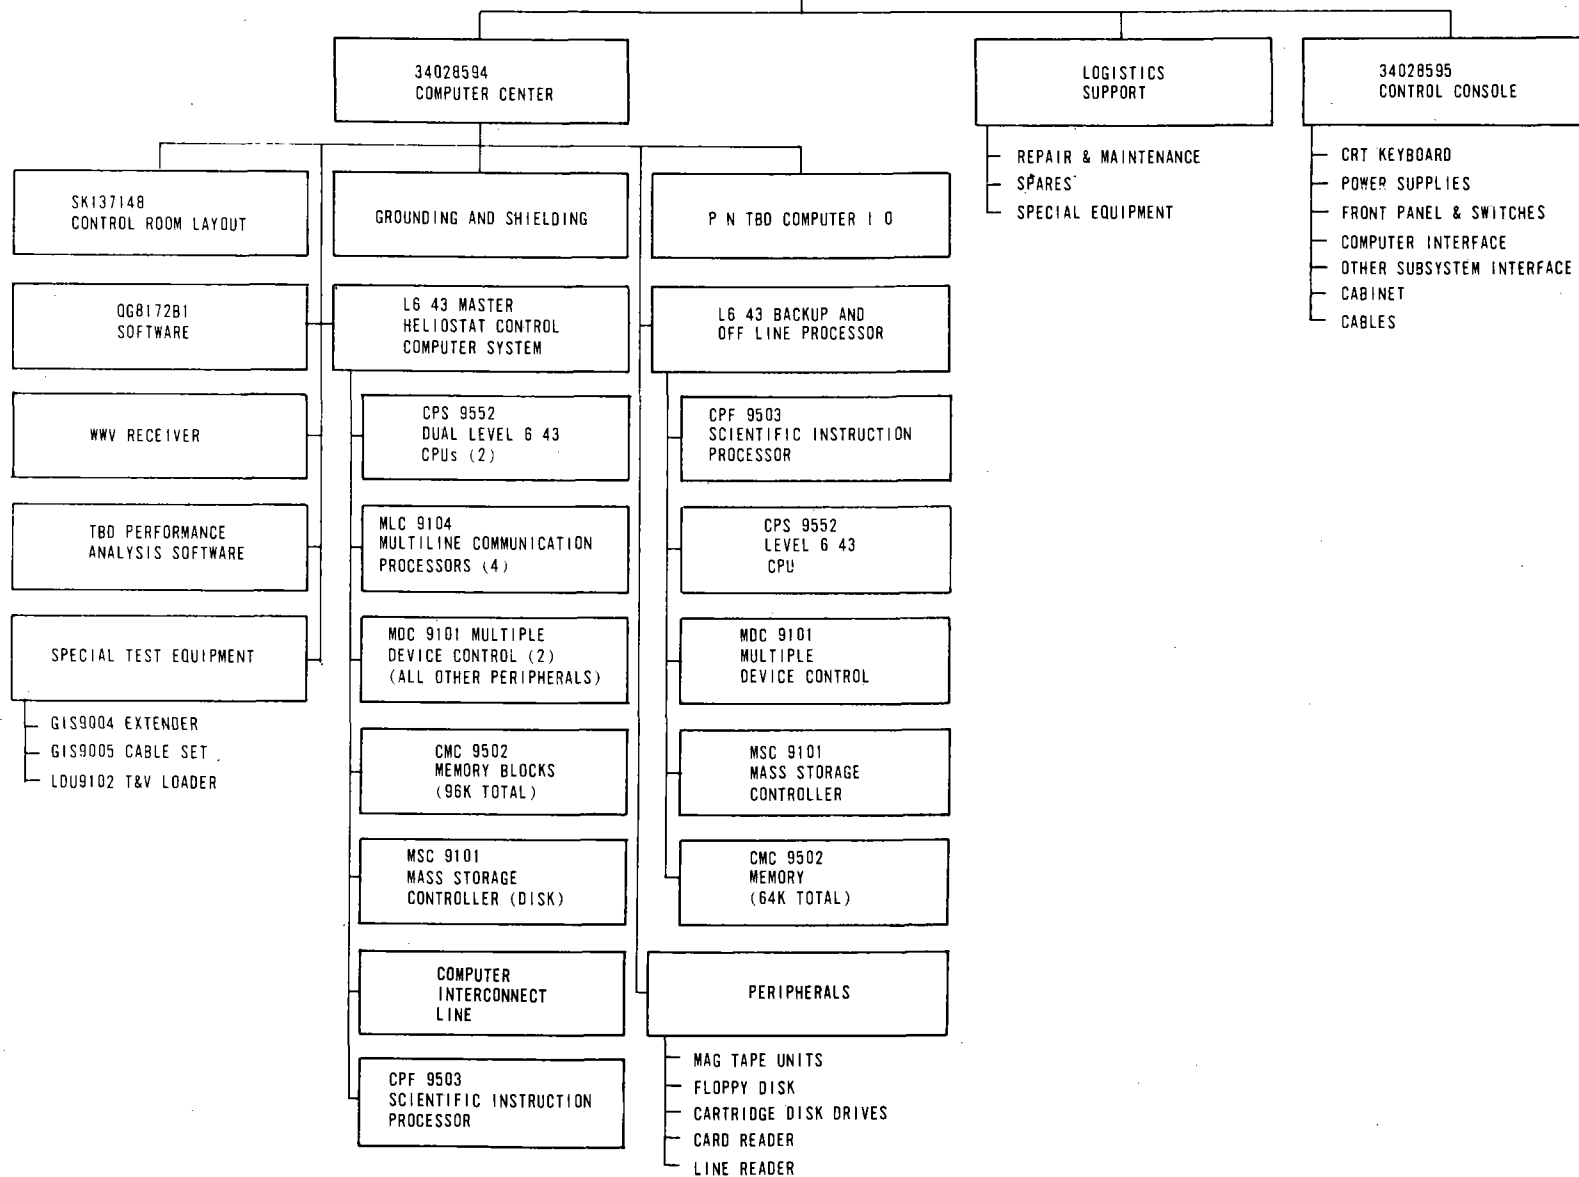 34028594
COMPUTER CENTER
LOGISTICS
SUPPORT
34028595
CONTROL CONSOLE
REPAIR & MAINTENANCE
SPARES
SPECIAL EQUIPMENT
CRT KEYBOARD
POWER SUPPLIES
FRONT PANEL & SWITCHES
COMPUTER INTERFACE
OTHER SUBSYSTEM INTERFACE
CABINET
CABLES
SK137148
CONTROL ROOM LAYOUT
GROUNDING AND SHIELDING
P N TBD COMPUTER I O
QG8172B1
SOFTWARE
L6 43 MASTER
HELIOSTAT CONTROL
COMPUTER SYSTEM
L6 43 BACKUP AND
OFF LINE PROCESSOR
WWV RECEIVER
CPS 9552
DUAL LEVEL 6 43
CPUs (2)
CPF 9503
SCIENTIFIC INSTRUCTION
PROCESSOR
TBD PERFORMANCE
ANALYSIS SOFTWARE
MLC 9104
MULTILINE COMMUNICATION
PROCESSORS (4)
CPS 9552
LEVEL 6 43
CPU
SPECIAL TEST EQUIPMENT
GIS9004 EXTENDER
GIS9005 CABLE SET
LDU9102 T&V LOADER
MDC 9101 MULTIPLE
DEVICE CONTROL (2)
(ALL OTHER PERIPHERALS)
MDC 9101
MULTIPLE
DEVICE CONTROL
CMC 9502
MEMORY BLOCKS
(96K TOTAL)
MSC 9101
MASS STORAGE
CONTROLLER
MSC 9101
MASS STORAGE
CONTROLLER (DISK)
CMC 9502
MEMORY
(64K TOTAL)
COMPUTER
INTERCONNECT
LINE
PERIPHERALS
CPF 9503
SCIENTIFIC INSTRUCTION
PROCESSOR
MAG TAPE UNITS
FLOPPY DISK
CARTRIDGE DISK DRIVES
CARD READER
LINE READER